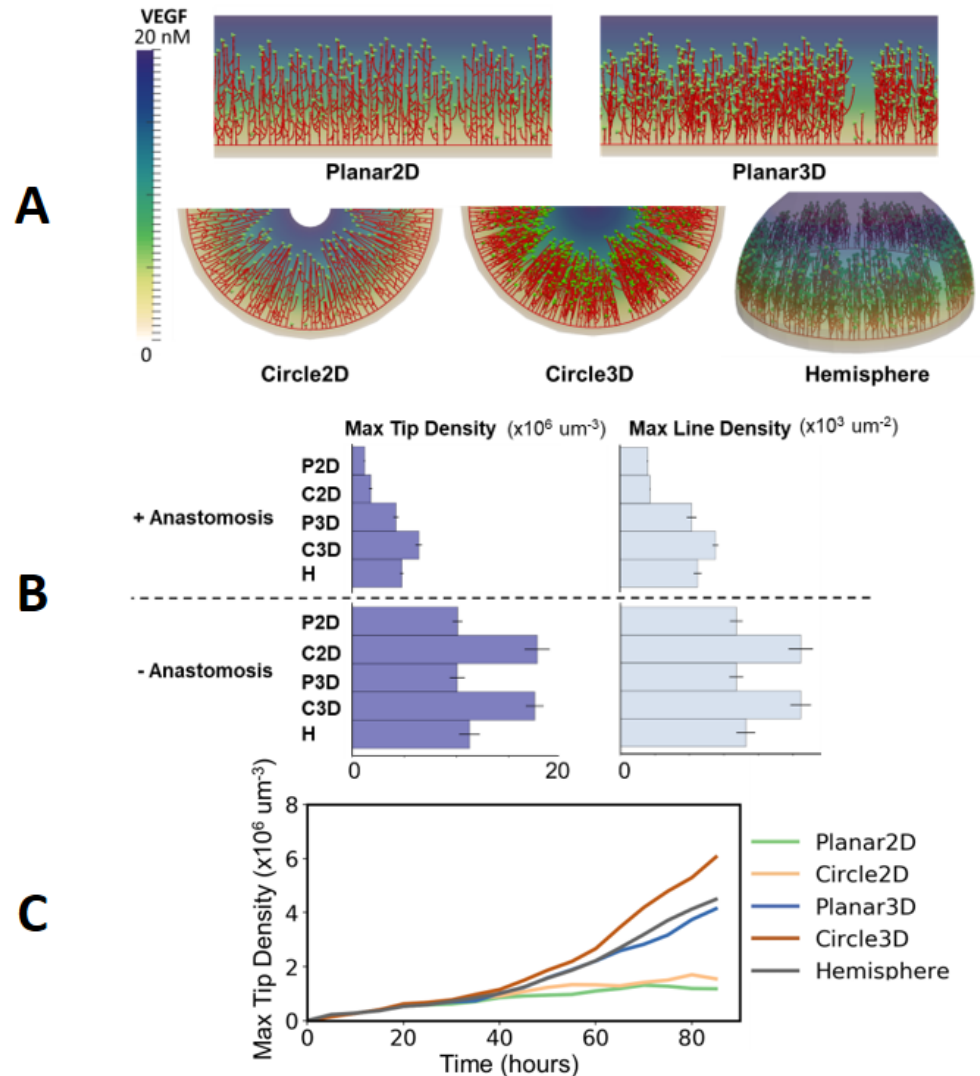 VEGF
20 nM
0
A
Planar2D
Planar3D
Circle2D
Circle3D
Hemisphere
B
Max Tip Density (x10⁶ um⁻³)
Max Line Density (x10³ um⁻²)
+ Anastomosis
P2D
C2D
P3D
C3D
H
- Anastomosis
P2D
C2D
P3D
C3D
H
0 20
0
C
Max Tip Density (x10⁶ um⁻³)
8
6
4
2
0
0 20 40 60 80
Time (hours)
Planar2D
Circle2D
Planar3D
Circle3D
Hemisphere